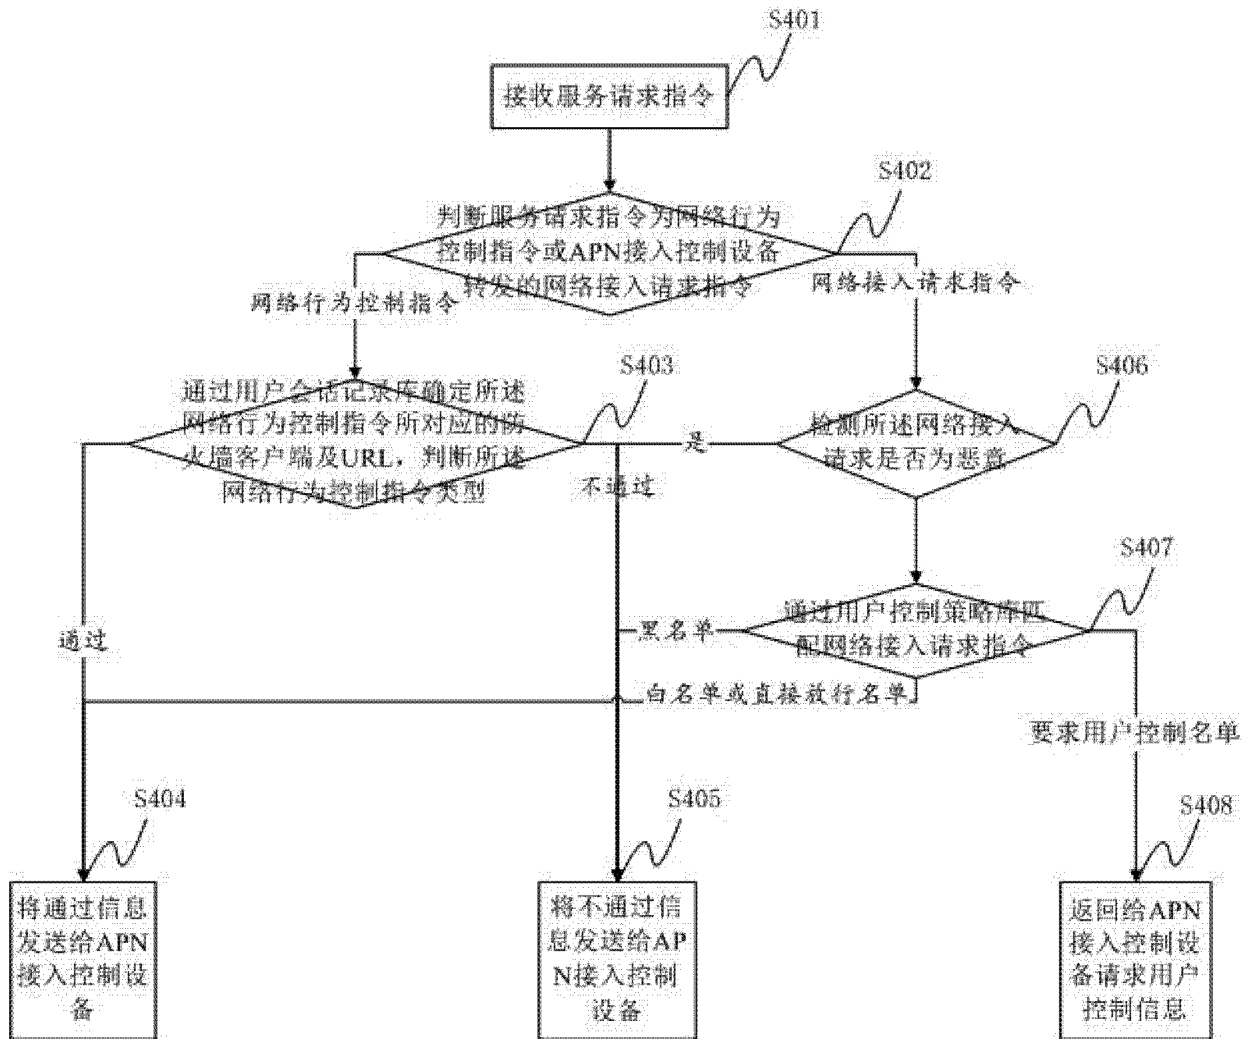 S401
接收服务请求指令
S402
判断服务请求指令为网络行为
控制指令或APN接入控制设备
转发的网络接入请求指令
网络行为控制指令
网络接入请求指令
S403
通过用户会话记录库确定所述
网络行为控制指令所对应的防
火墙客户端及URL，判断所述
网络行为控制指令类型
S406
检测所述网络接入
请求是否为恶意
是
不通过
S407
通过用户控制策略库匹
配网络接入请求指令
黑名单
通过
白名单或直接放行名单
要求用户控制名单
S404
将通过信息
发送给APN
接入控制设
备
S405
将不通过信
息发送给AP
N接入控制
设备
S408
返回给APN
接入控制设
备请求用户
控制信息